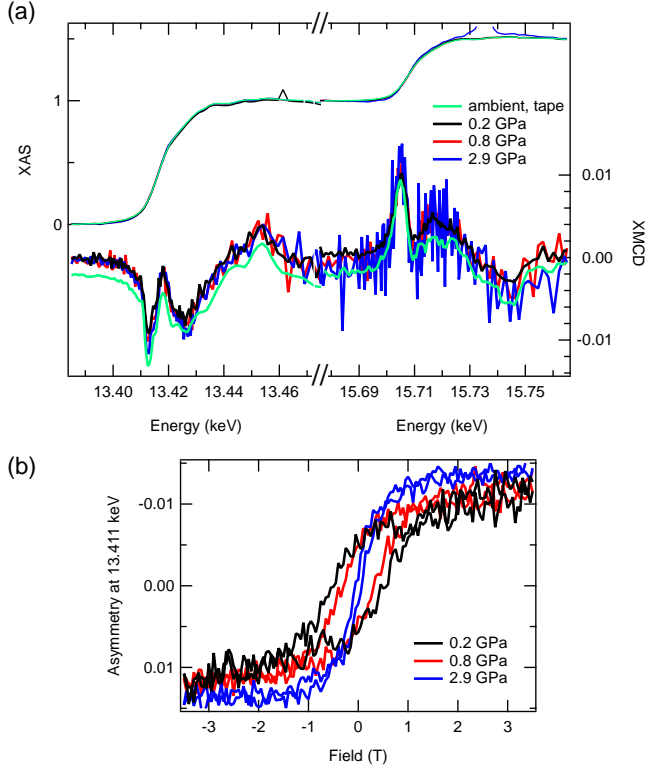 (a)
//
1
0
XAS
ambient, tape
0.2 GPa
0.8 GPa
2.9 GPa
0.01
0.00
-0.01
XMCD
//
13.40 13.42 13.44 13.46 15.69 15.71 15.73 15.75
Energy (keV) Energy (keV)
(b)
-0.01
0.00
0.01
Asymmetry at 13.411 keV
0.2 GPa
0.8 GPa
2.9 GPa
-3 -2 -1 0 1 2 3
Field (T)